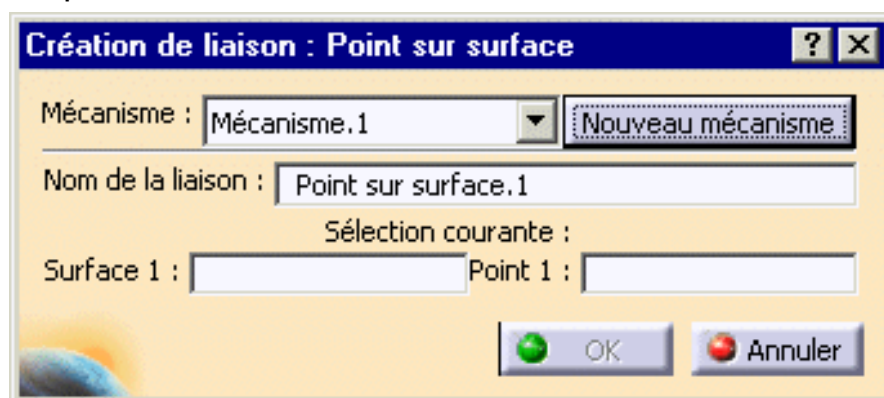 Création de liaison : Point sur surface
Mécanisme : Mécanisme.1 Nouveau mécanisme
Nom de la liaison : Point sur surface.1
Sélection courante :
Surface 1 : Point 1 :
OK Annuler